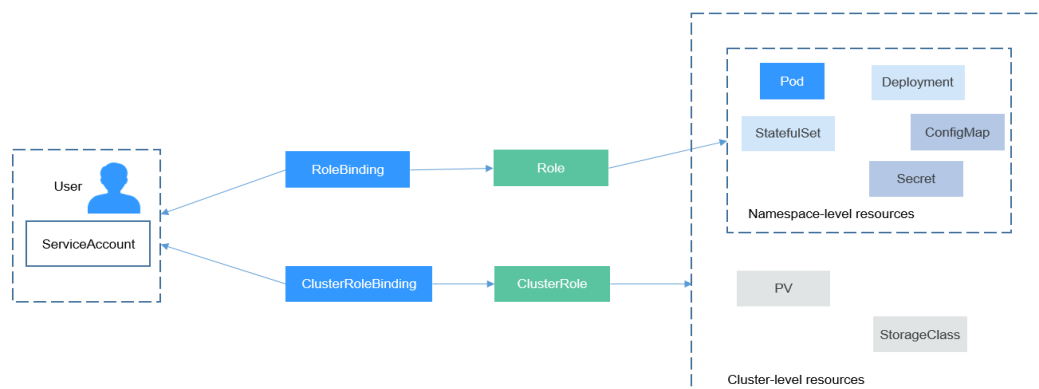 User
ServiceAccount
RoleBinding
Role
ClusterRoleBinding
ClusterRole
Pod
Deployment
StatefulSet
ConfigMap
Secret
Namespace-level resources
PV
StorageClass
Cluster-level resources